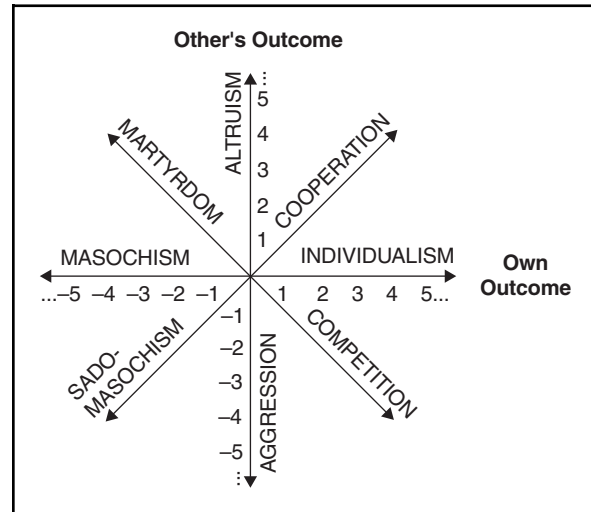 Other's Outcome
...
5
4
3
2
1
ALTRUISM
MARTYRDOM
COOPERATION
MASOCHISM
INDIVIDUALISM
Own
Outcome
...–5 –4 –3 –2 –1
1 2 3 4 5...
–1
–2
–3
–4
–5
...
SADO-
MASOCHISM
AGGRESSION
COMPETITION